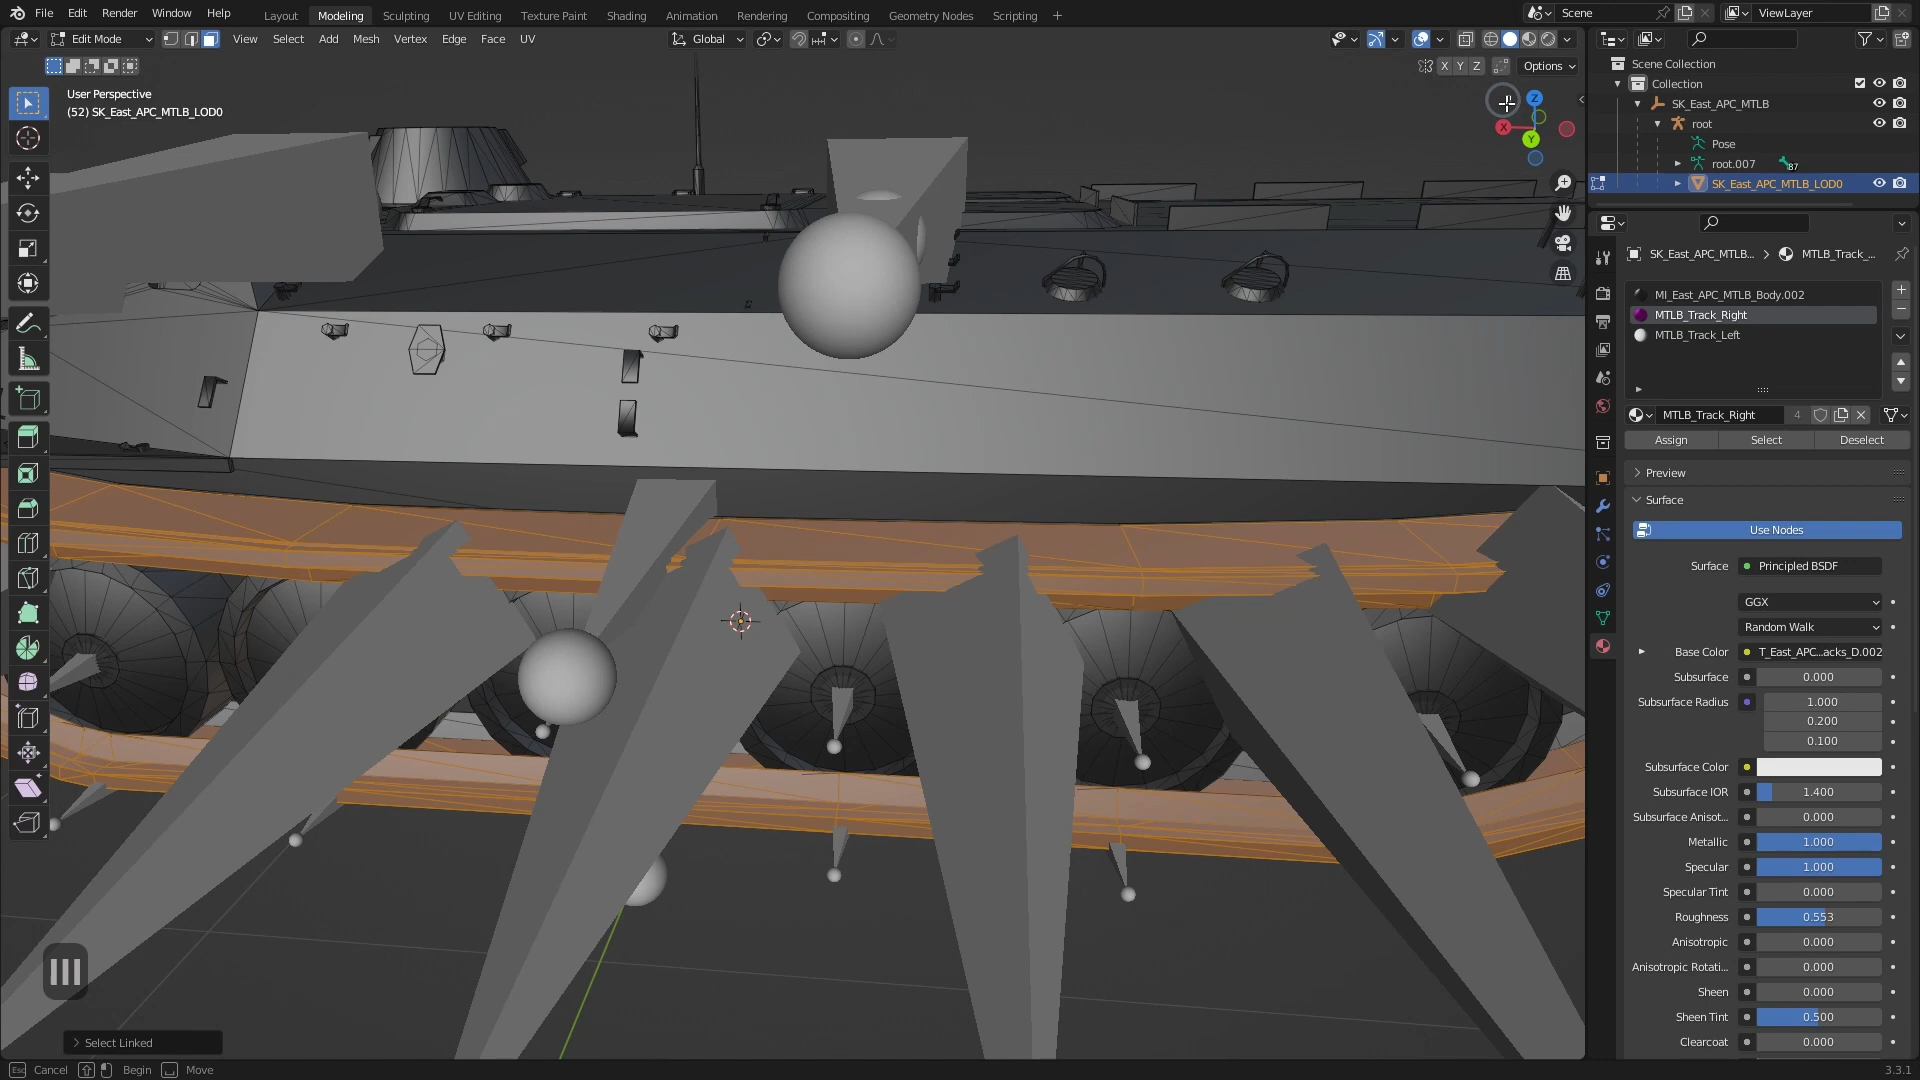 File Edit Render Window Help
Layout Modeling Sculpting UV Editing Texture Paint Shading Animation Rendering Compositing Geometry Nodes Scripting +
Scene
ViewLayer
Edit Mode View Select Add Mesh Vertex Edge Face UV
Global
X Y Z Options
User Perspective
(52) SK_East_APC_MTLB_LOD0
Z
X
Y
Scene Collection
Collection
SK_East_APC_MTLB
root
Pose
root.007 87
SK_East_APC_MTLB_LOD0
SK_East_APC_MTLB... > MTLB_Track_...
MI_East_APC_MTLB_Body.002
MTLB_Track_Right
MTLB_Track_Left
MTLB_Track_Right 4
Assign Select Deselect
Preview
Surface
Use Nodes
Surface Principled BSDF
GGX
Random Walk
Base Color T_East_APC...acks_D.002
Subsurface 0.000
Subsurface Radius 1.000
0.200
0.100
Subsurface Color
Subsurface IOR 1.400
Subsurface Anisot... 0.000
Metallic 1.000
Specular 1.000
Specular Tint 0.000
Roughness 0.553
Anisotropic 0.000
Anisotropic Rotati... 0.000
Sheen 0.000
Sheen Tint 0.500
Clearcoat 0.000
Select Linked
Esc Cancel Begin Move
3.3.1